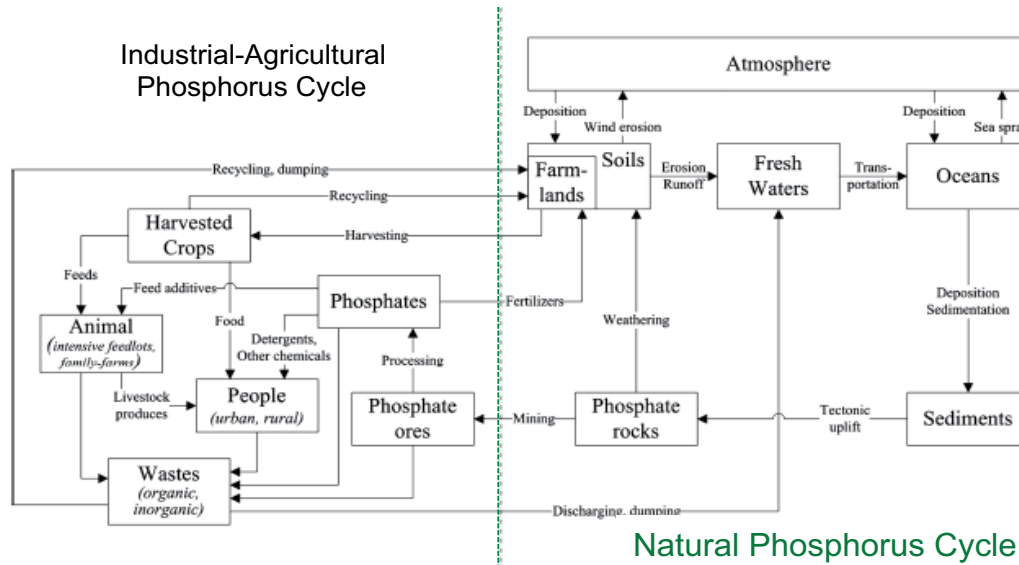 Industrial-Agricultural
Phosphorus Cycle
Atmosphere
Deposition
Wind erosion
Deposition
Sea spra
Recycling, dumping
Farm-
lands
Soils
Erosion
Runoff
Fresh
Waters
Trans-
portation
Oceans
Recycling
Harvested
Crops
Harvesting
Feeds
Feed additives
Phosphates
Fertilizers
Weathering
Deposition
Sedimentation
Animal
(intensive feedlots,
family-farms)
Food
Detergents,
Other chemicals
Processing
Livestock
produces
People
(urban, rural)
Phosphate
ores
Mining
Phosphate
rocks
Tectonic
uplift
Sediments
Wastes
(organic,
inorganic)
Discharging, dumping
Natural Phosphorus Cycle